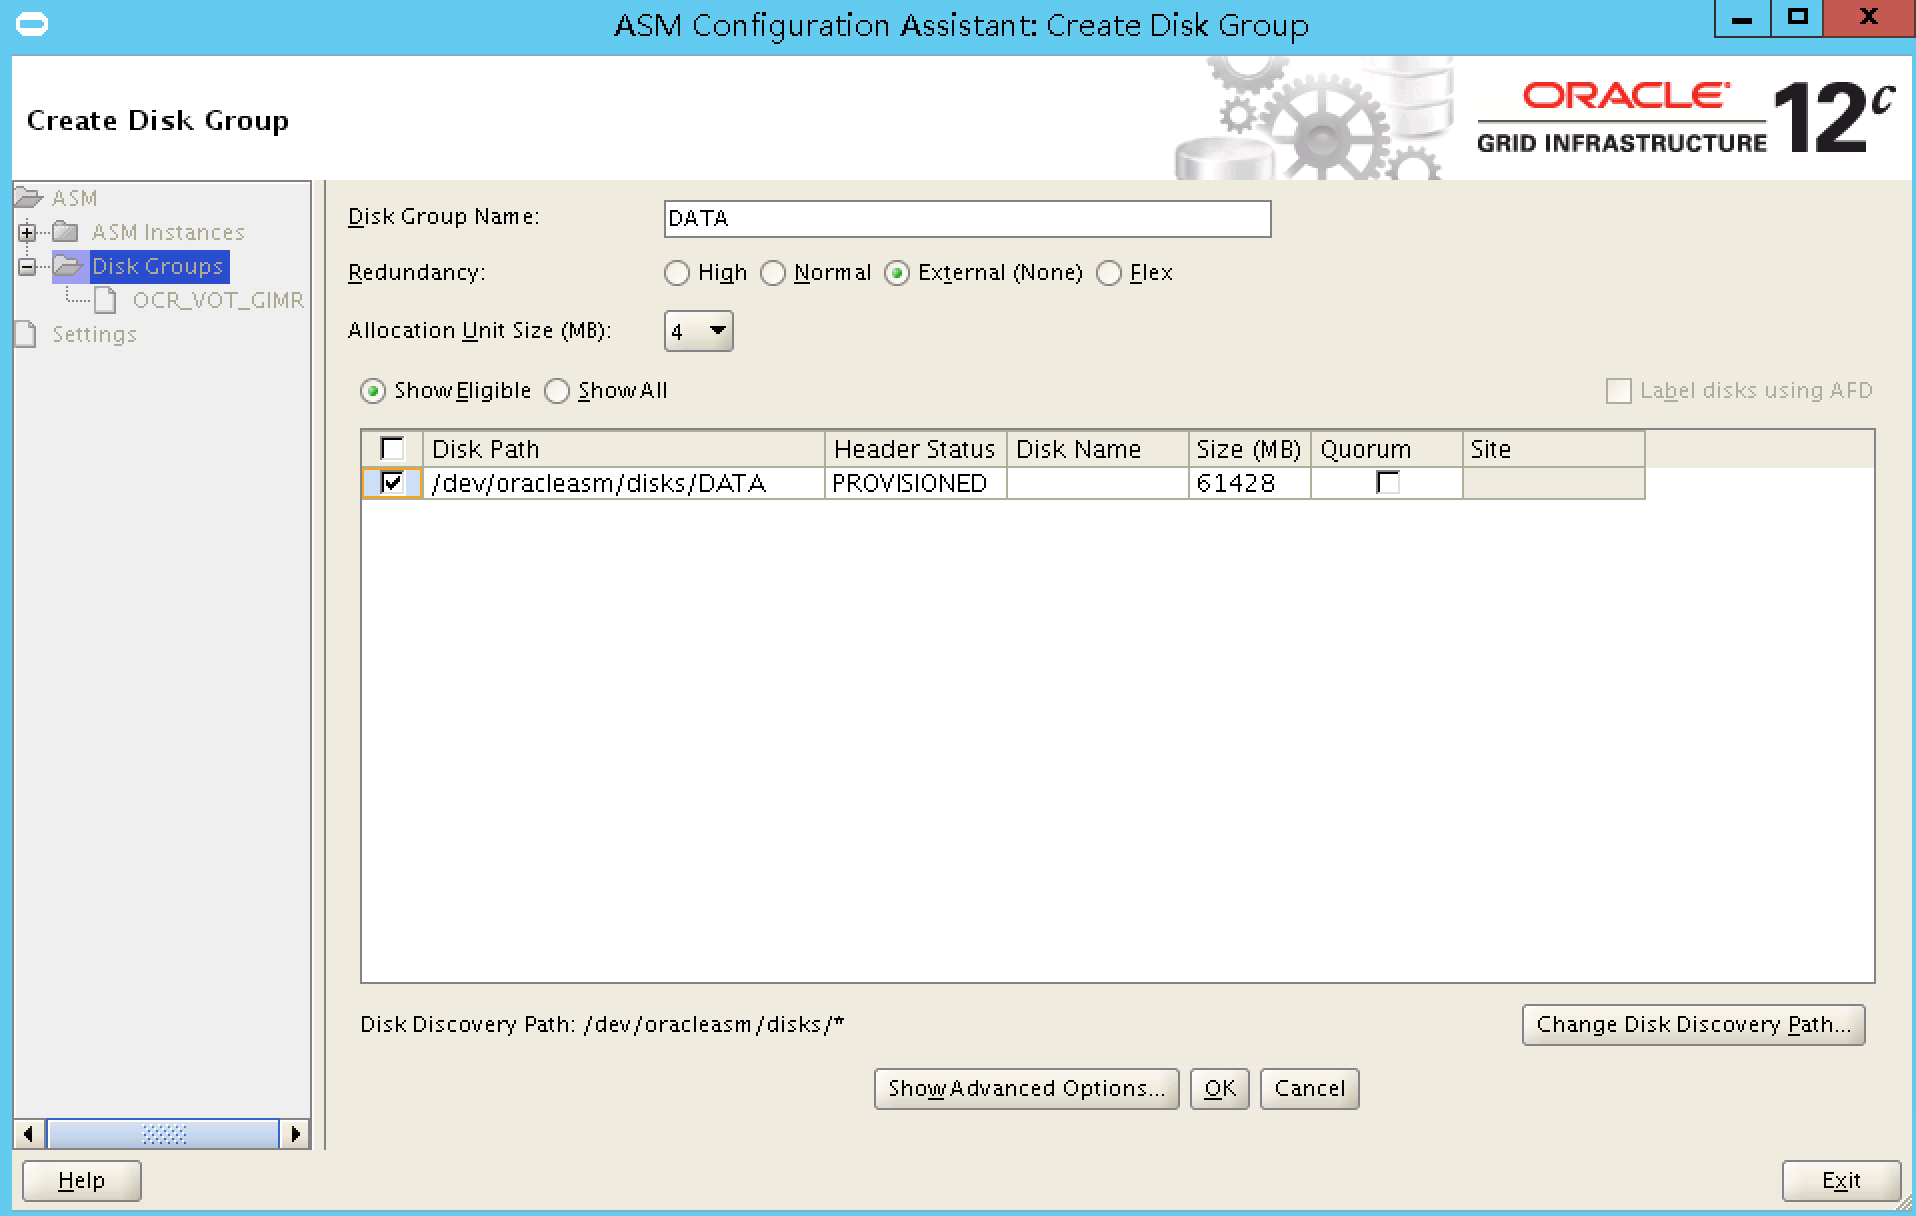 ASM Configuration Assistant: Create Disk Group
Create Disk Group
ORACLE
GRID INFRASTRUCTURE 12c
ASM
ASM Instances
Disk Groups
OCR_VOT_GIMR
Settings
Disk Group Name: DATA
Redundancy: High Normal External (None) Flex
Allocation Unit Size (MB): 4
Show Eligible Show All Label disks using AFD
Disk Path Header Status Disk Name Size (MB) Quorum Site
/dev/oracleasm/disks/DATA PROVISIONED 61428
Disk Discovery Path: /dev/oracleasm/disks/* Change Disk Discovery Path...
Show Advanced Options... OK Cancel
Help Exit